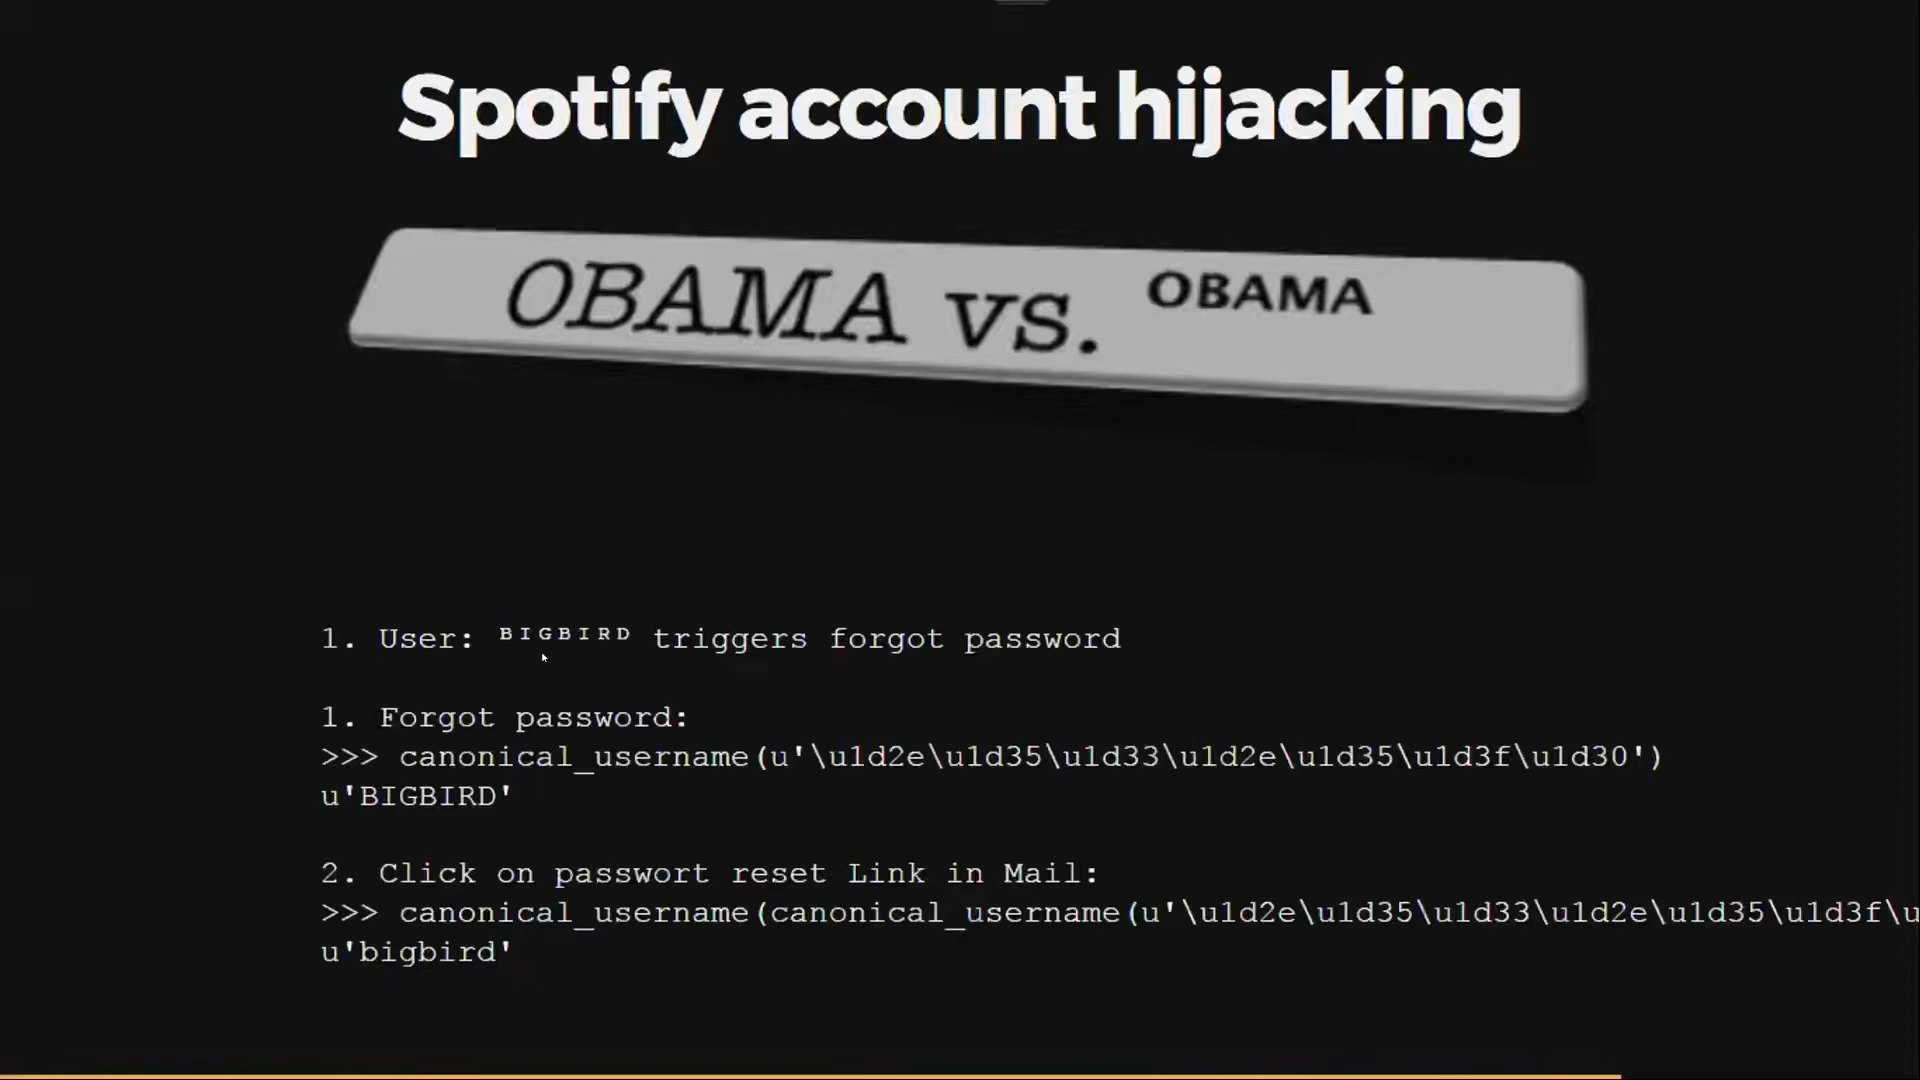 Spotify account hijacking
OBAMA vs. ᴼᴮᴬᴹᴬ
1. User: ᴮᴵᴳᴮᴵᴿᴰ triggers forgot password
1. Forgot password:
>>> canonical_username(u'\u1d2e\u1d35\u1d33\u1d2e\u1d35\u1d3f\u1d30')
u'BIGBIRD'
2. Click on passwort reset Link in Mail:
>>> canonical_username(canonical_username(u'\u1d2e\u1d35\u1d33\u1d2e\u1d35\u1d3f\u
u'bigbird'